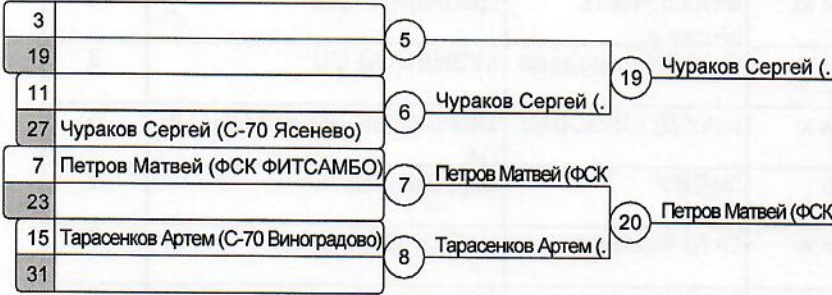 3
19
5
11
27 Чураков Сергей (С-70 Ясенево)
6 Чураков Сергей (.
19 Чураков Сергей (.
7 Петров Матвей (ФСК ФИТСАМБО)
23
7 Петров Матвей (ФСК
15 Тарасенков Артем (С-70 Виноградово)
31
8 Тарасенков Артем (.
20 Петров Матвей (ФСК